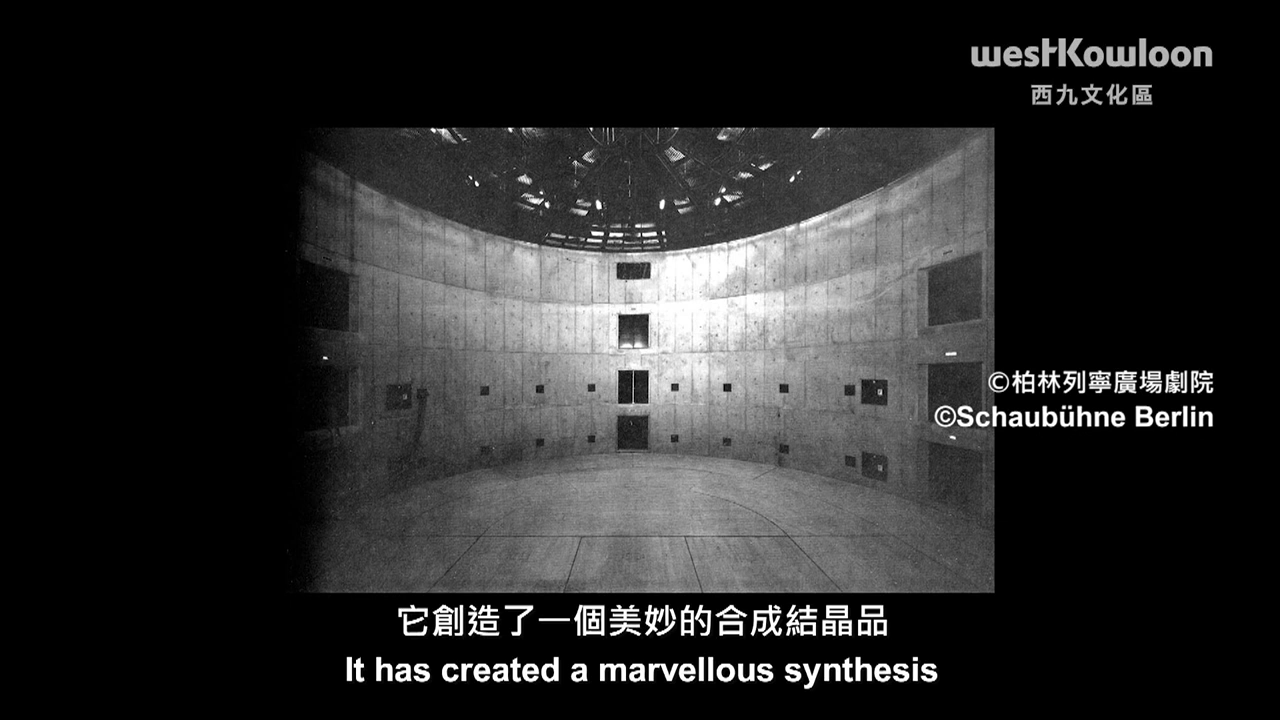 wesHKowloon
西九文化區
©柏林列寧廣場劇院
©Schaubühne Berlin
它創造了一個美妙的合成結晶品
It has created a marvellous synthesis